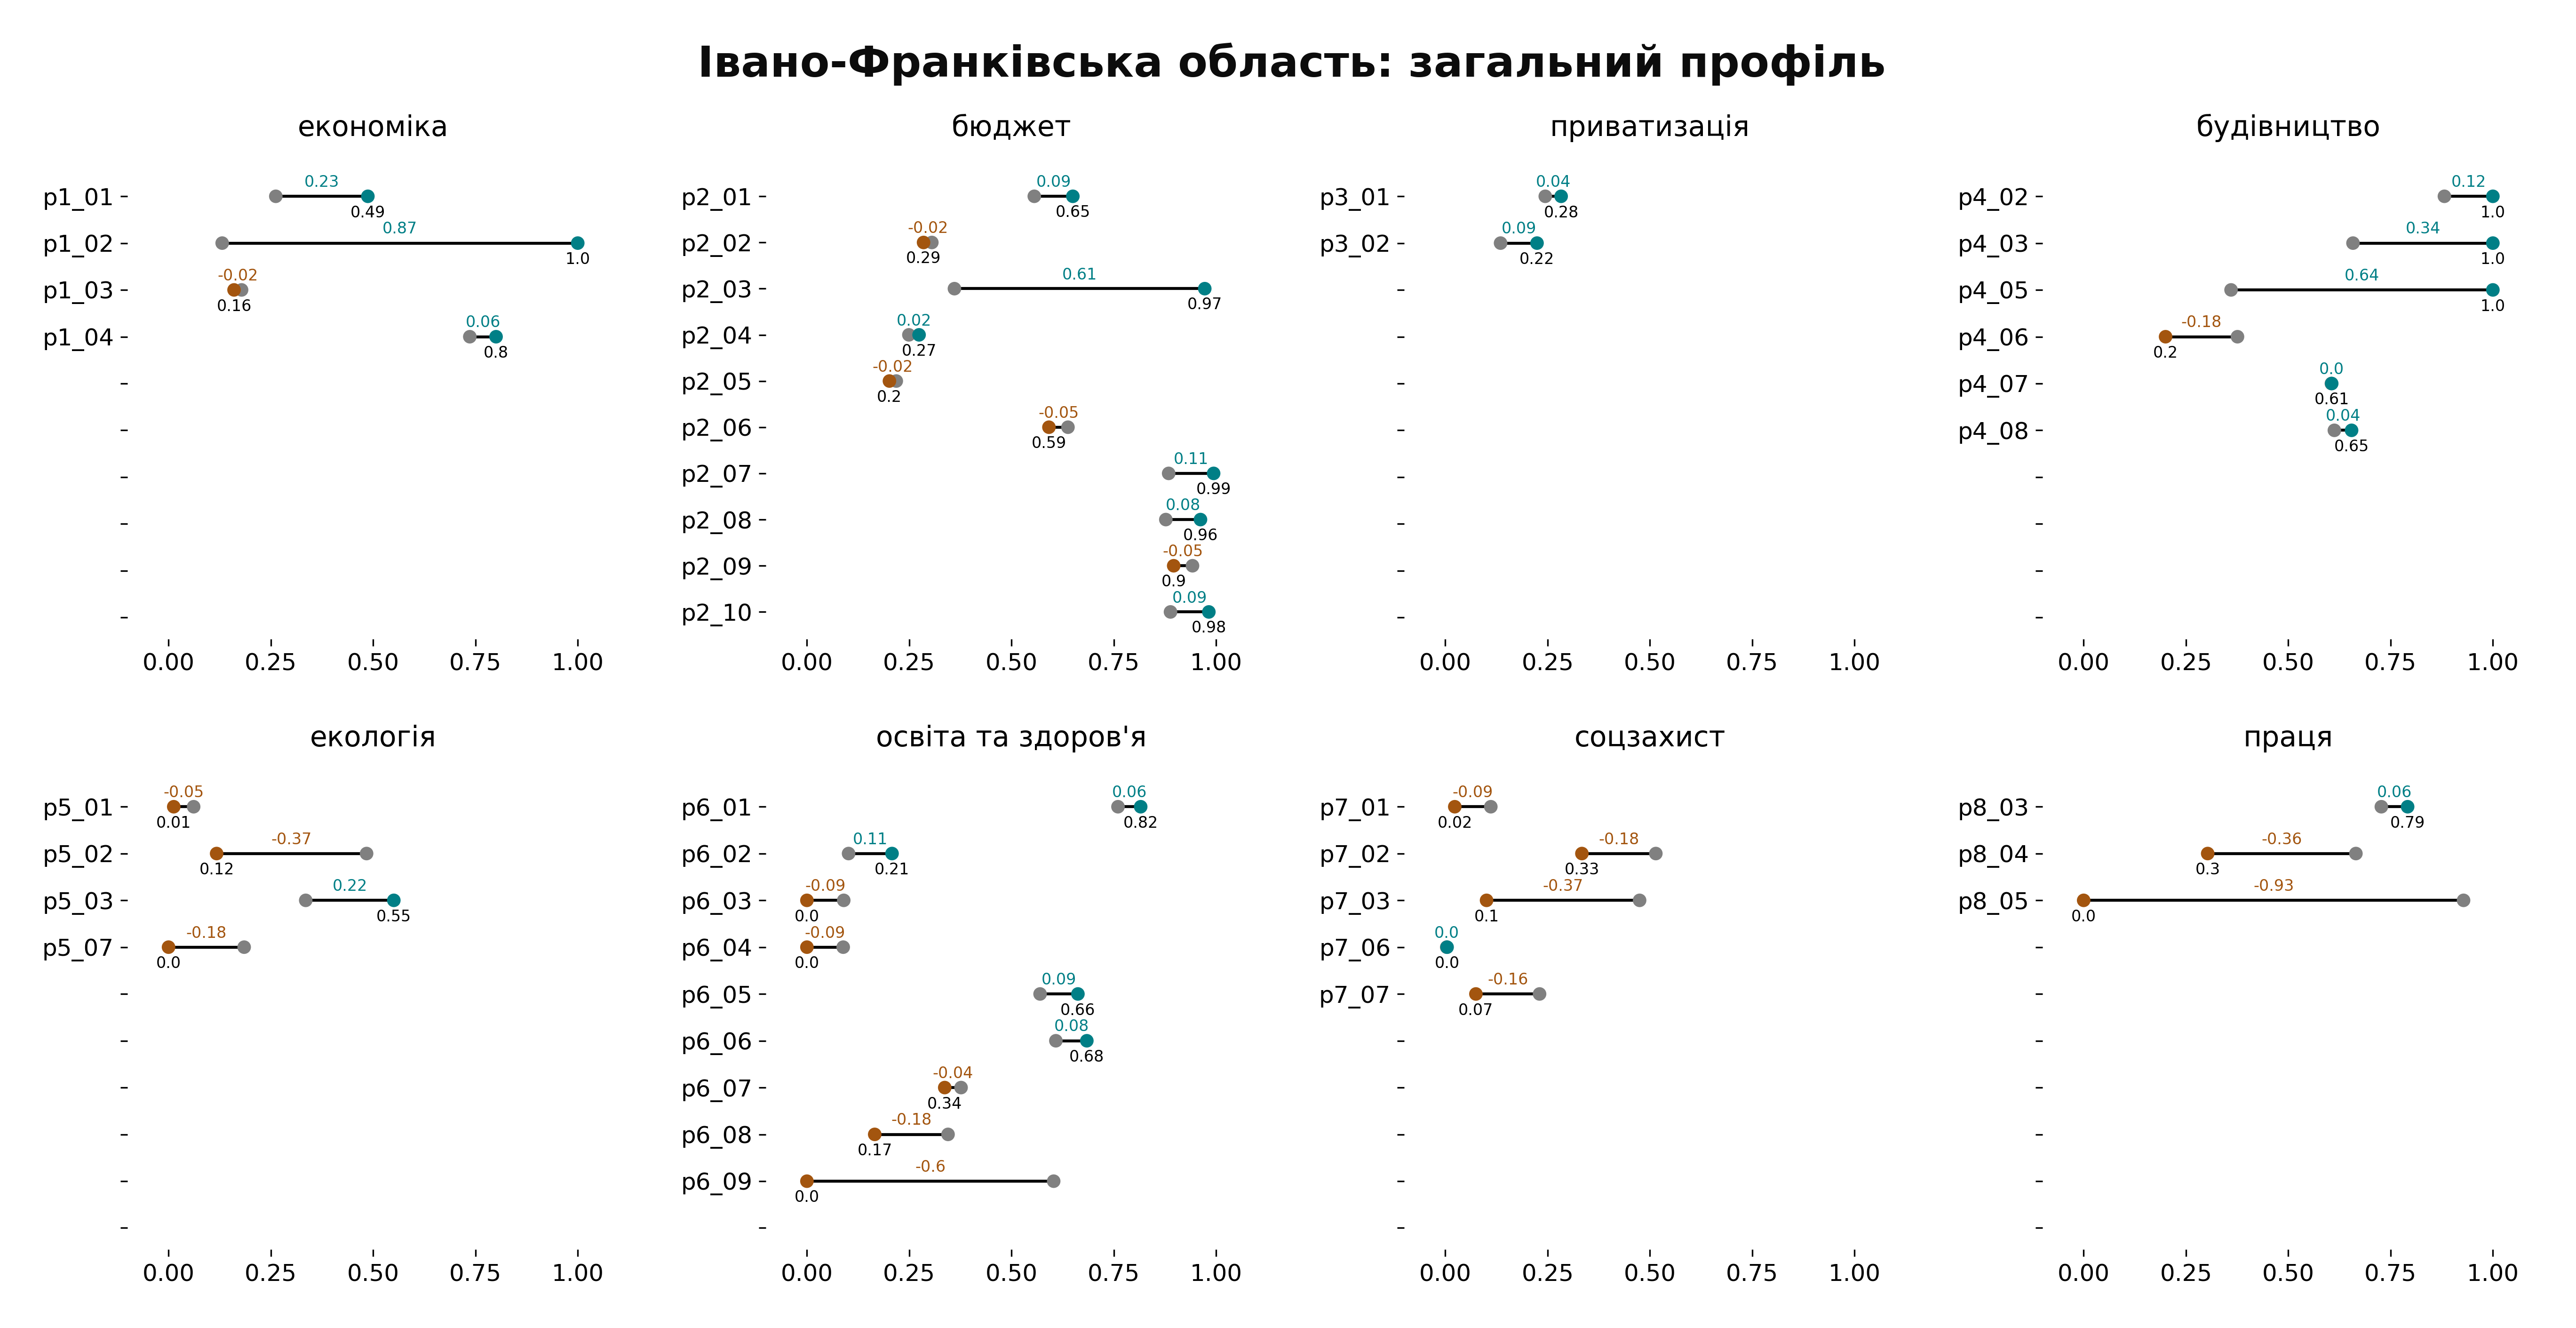 Івано-Франківська область: загальний профіль
економіка
p1_01
0.23
0.49
p1_02
0.87
1.0
p1_03
-0.02
0.16
p1_04
0.06
0.8
0.00 0.25 0.50 0.75 1.00
бюджет
p2_01
0.09
0.65
p2_02
-0.02
0.29
p2_03
0.61
0.97
p2_04
0.02
0.27
p2_05
-0.02
0.2
p2_06
-0.05
0.59
p2_07
0.11
0.99
p2_08
0.08
0.96
p2_09
-0.05
0.9
p2_10
0.09
0.98
0.00 0.25 0.50 0.75 1.00
приватизація
p3_01
0.04
0.28
p3_02
0.09
0.22
0.00 0.25 0.50 0.75 1.00
будівництво
p4_02
0.12
1.0
p4_03
0.34
1.0
p4_05
0.64
1.0
p4_06
-0.18
0.2
p4_07
0.0
0.61
p4_08
0.04
0.65
0.00 0.25 0.50 0.75 1.00
екологія
p5_01
-0.05
0.01
p5_02
-0.37
0.12
p5_03
0.22
0.55
p5_07
-0.18
0.0
0.00 0.25 0.50 0.75 1.00
освіта та здоров'я
p6_01
0.06
0.82
p6_02
0.11
0.21
p6_03
-0.09
0.0
p6_04
-0.09
0.0
p6_05
0.09
0.66
p6_06
0.08
0.68
p6_07
-0.04
0.34
p6_08
-0.18
0.17
p6_09
-0.6
0.0
0.00 0.25 0.50 0.75 1.00
соцзахист
p7_01
-0.09
0.02
p7_02
-0.18
0.33
p7_03
-0.37
0.1
p7_06
0.0
0.0
p7_07
-0.16
0.07
0.00 0.25 0.50 0.75 1.00
праця
p8_03
0.06
0.79
p8_04
-0.36
0.3
p8_05
-0.93
0.0
0.00 0.25 0.50 0.75 1.00